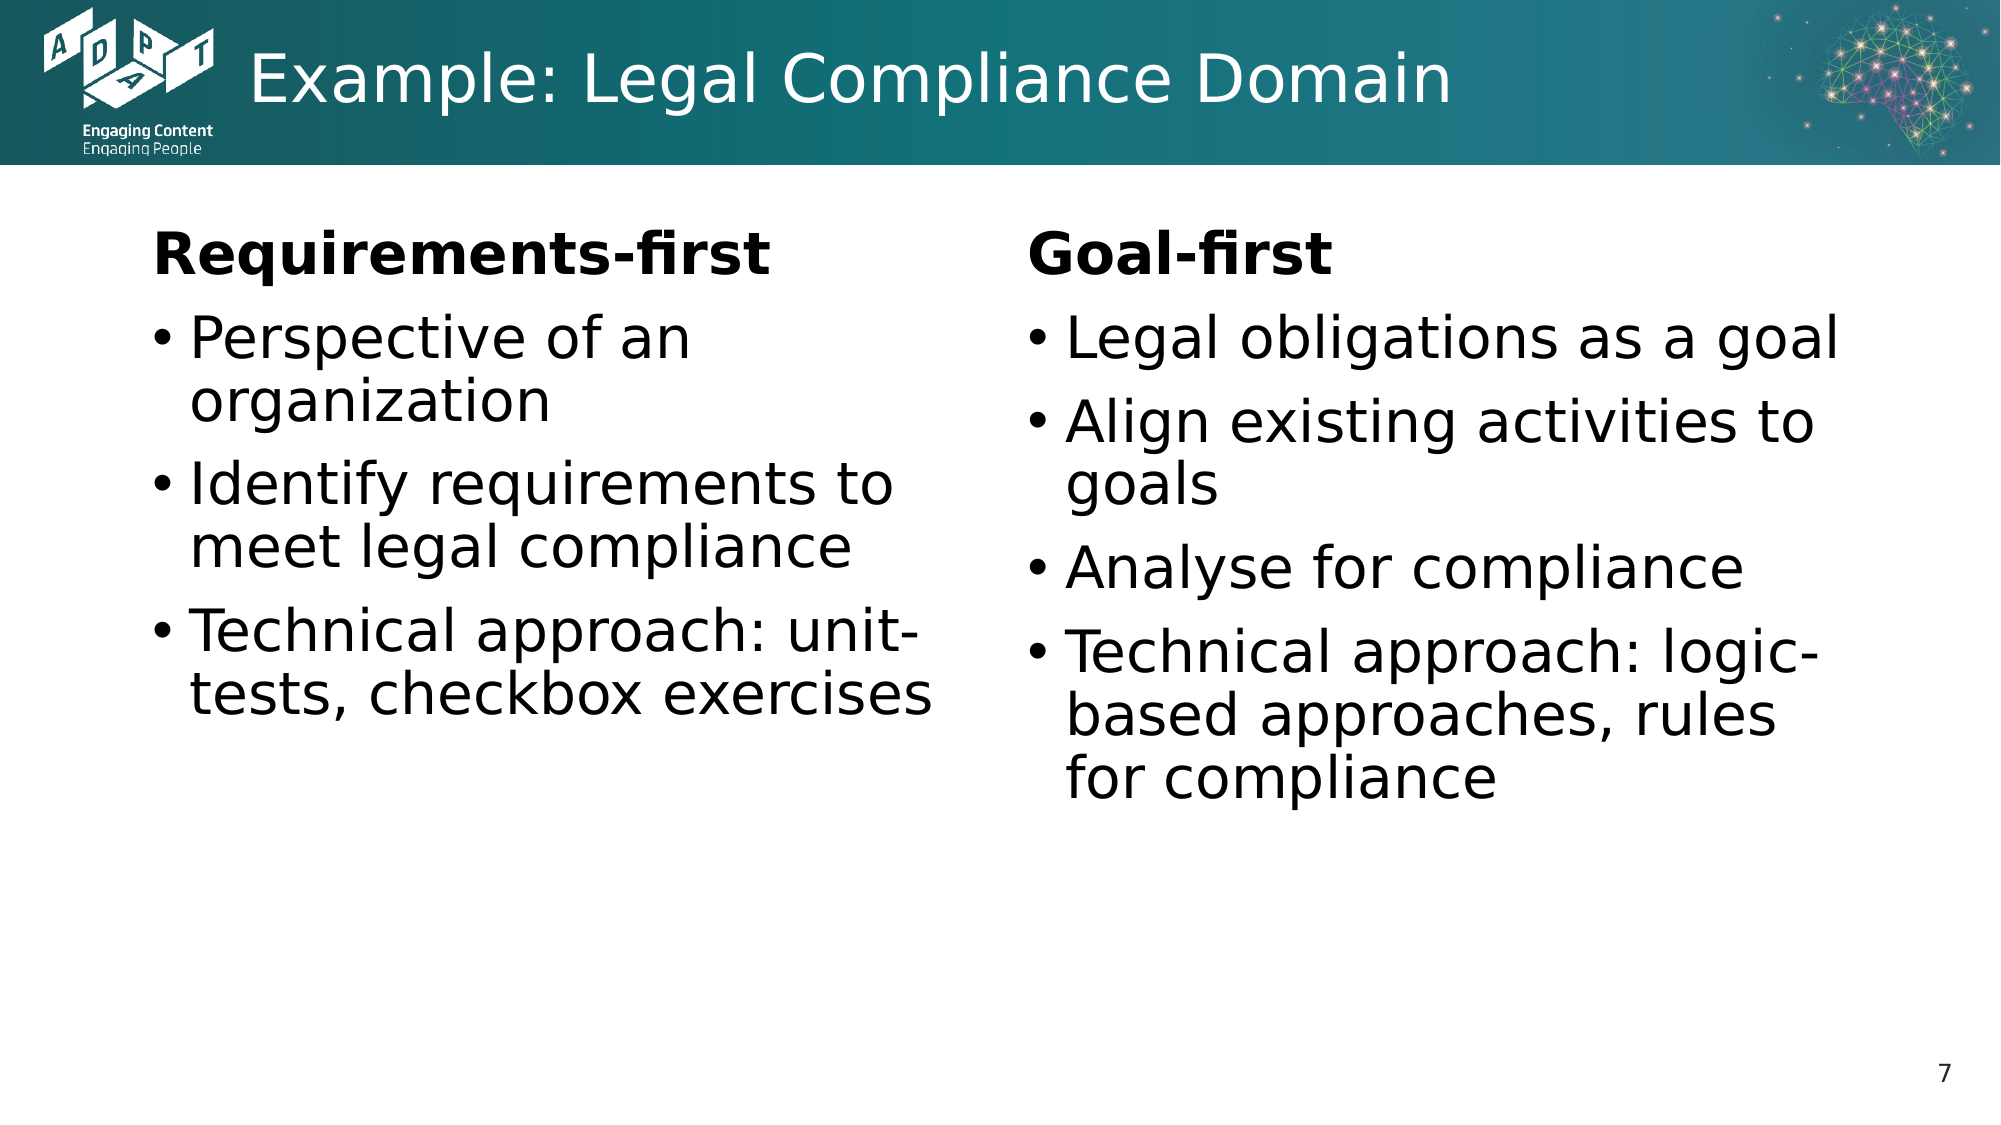 ADAPT
Engaging Content
Engaging People
Example: Legal Compliance Domain
Requirements-first
• Perspective of an
organization
• Identify requirements to
meet legal compliance
• Technical approach: unit-
tests, checkbox exercises
Goal-first
• Legal obligations as a goal
• Align existing activities to
goals
• Analyse for compliance
• Technical approach: logic-
based approaches, rules
for compliance
7